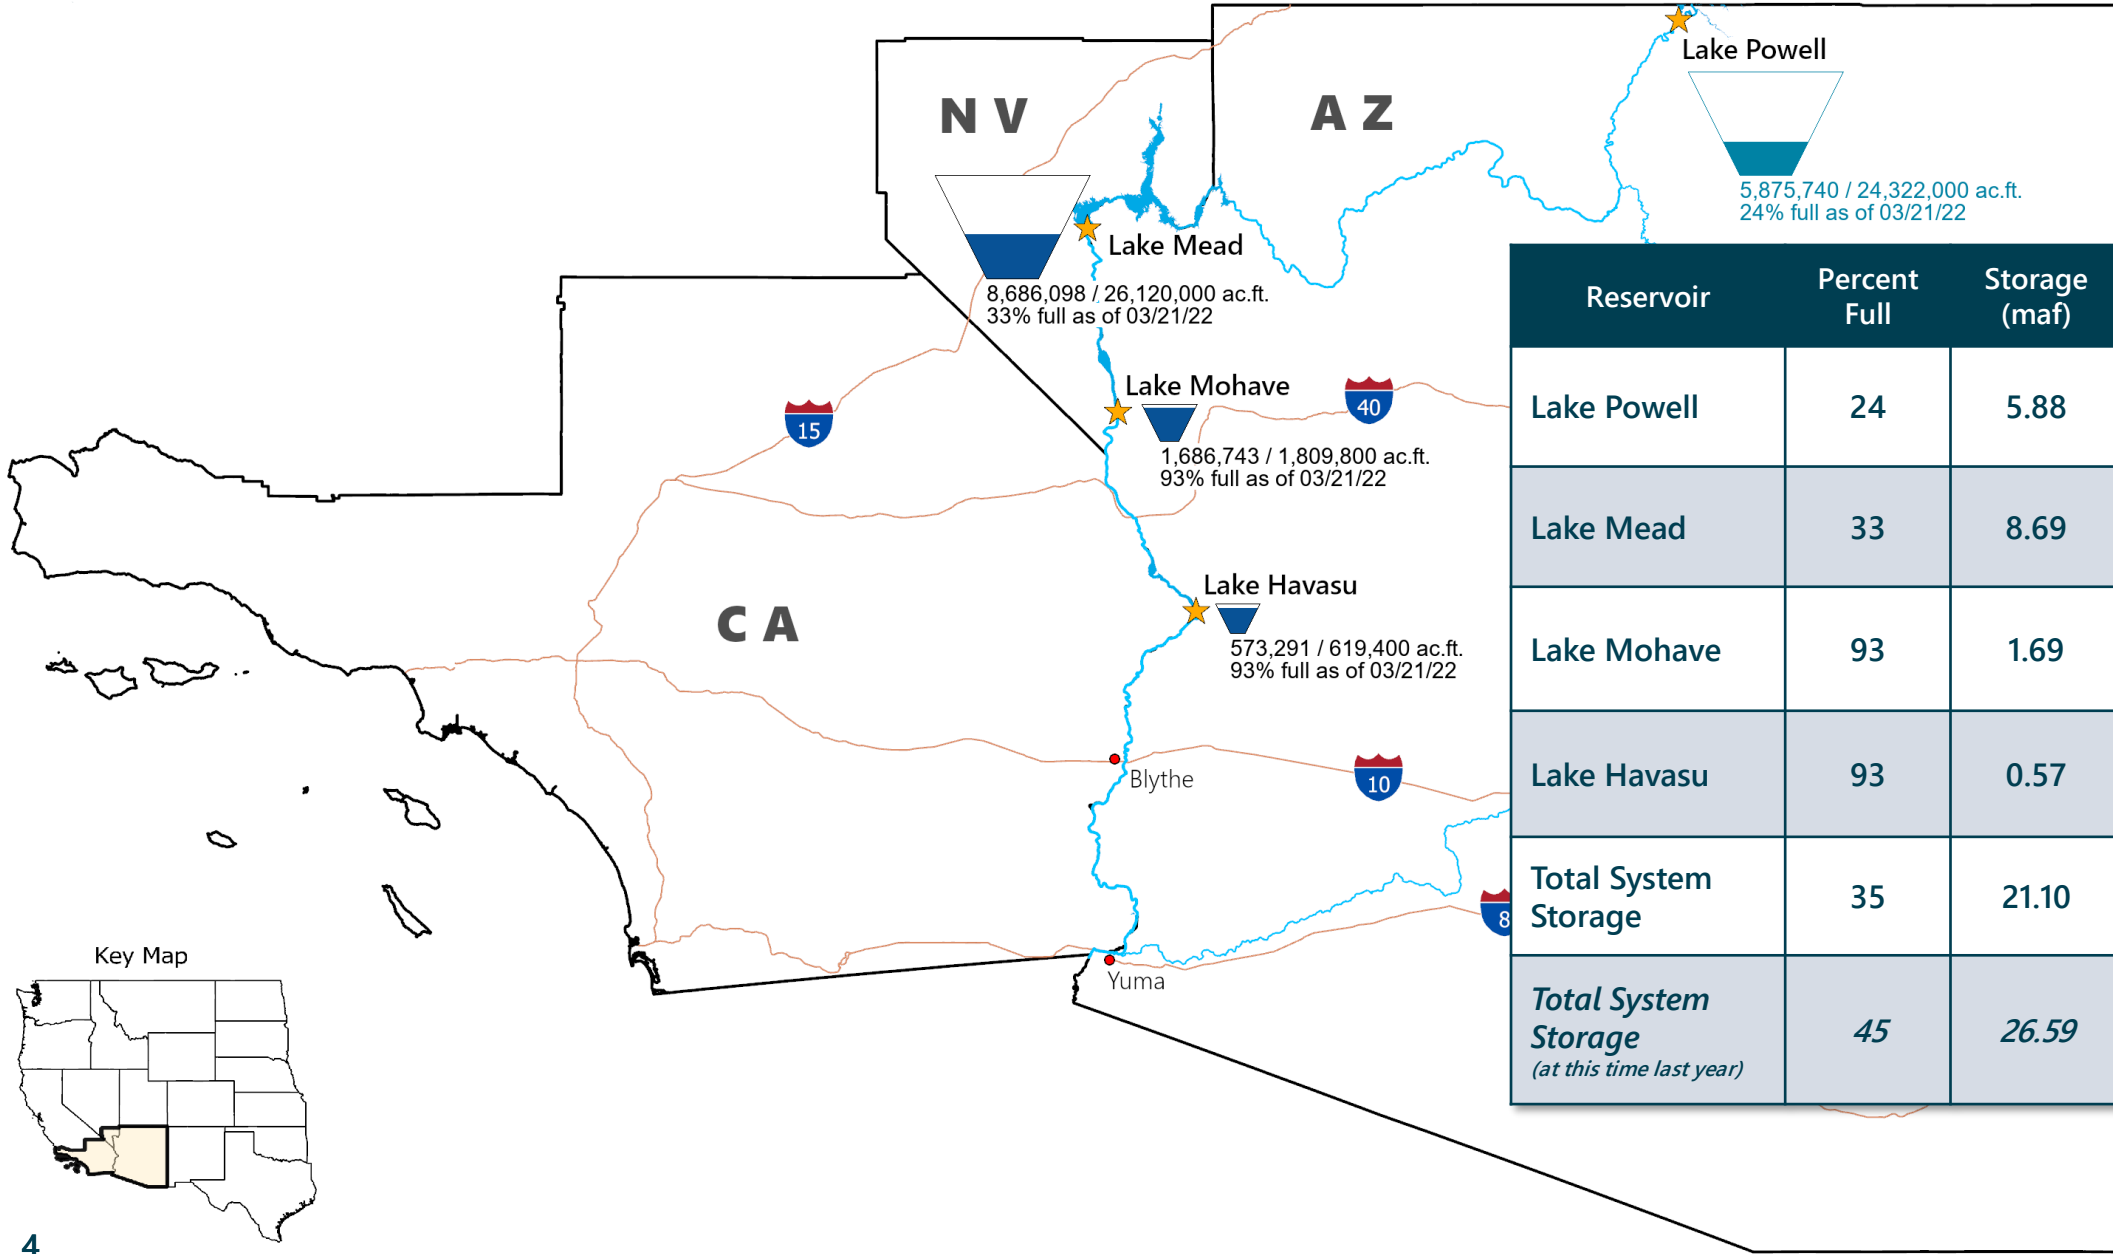 Lake Powell
NV
AZ
5,875,740 / 24,322,000 ac.ft.
24% full as of 03/21/22
Lake Mead
8,686,098 / 26,120,000 ac.ft.
33% full as of 03/21/22
Lake Mohave
1,686,743 / 1,809,800 ac.ft.
93% full as of 03/21/22
40
15
Lake Havasu
573,291 / 619,400 ac.ft.
93% full as of 03/21/22
CA
Blythe
10
8
Yuma
Reservoir Percent Full Storage (maf)
Lake Powell 24 5.88
Lake Mead 33 8.69
Lake Mohave 93 1.69
Lake Havasu 93 0.57
Total System Storage 35 21.10
Total System Storage (at this time last year) 45 26.59
Key Map
4